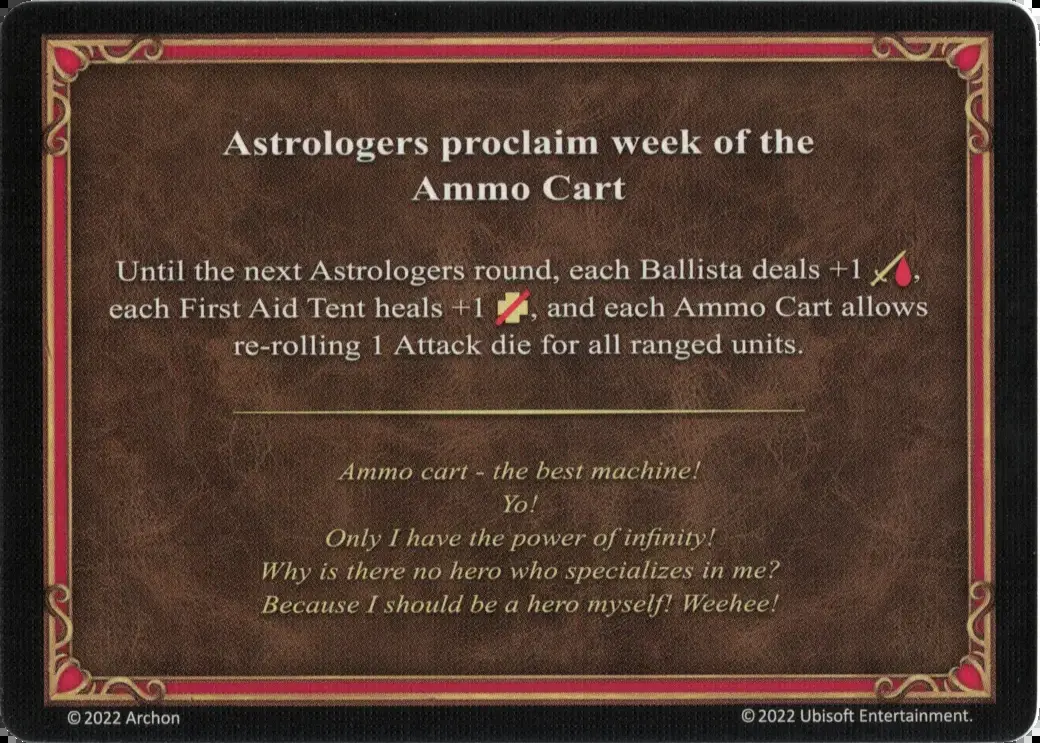 Astrologers proclaim week of the
Ammo Cart
Until the next Astrologers round, each Ballista deals +1 ,
each First Aid Tent heals +1 , and each Ammo Cart allows
re-rolling 1 Attack die for all ranged units.
Ammo cart - the best machine!
Yo!
Only I have the power of infinity!
Why is there no hero who specializes in me?
Because I should be a hero myself! Weehee!
© 2022 Archon
© 2022 Ubisoft Entertainment.